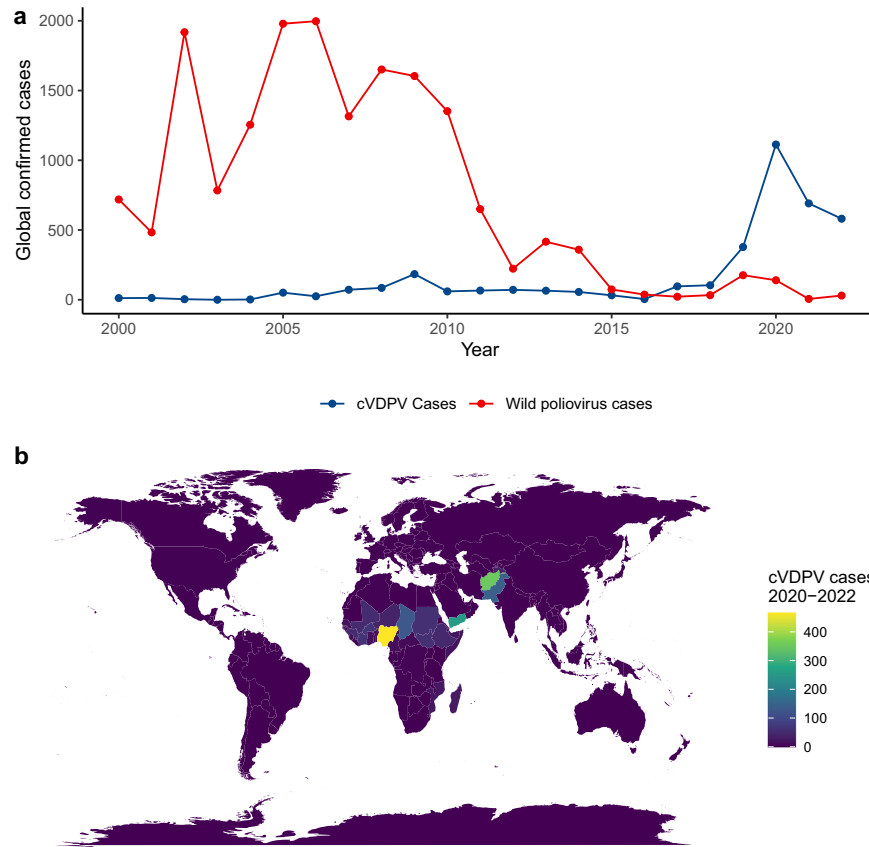 a
2000
1500
1000
500
0
Global confirmed cases
2000 2005 2010 2015 2020
Year
cVDPV Cases Wild poliovirus cases
b
cVDPV cases
2020−2022
400
300
200
100
0